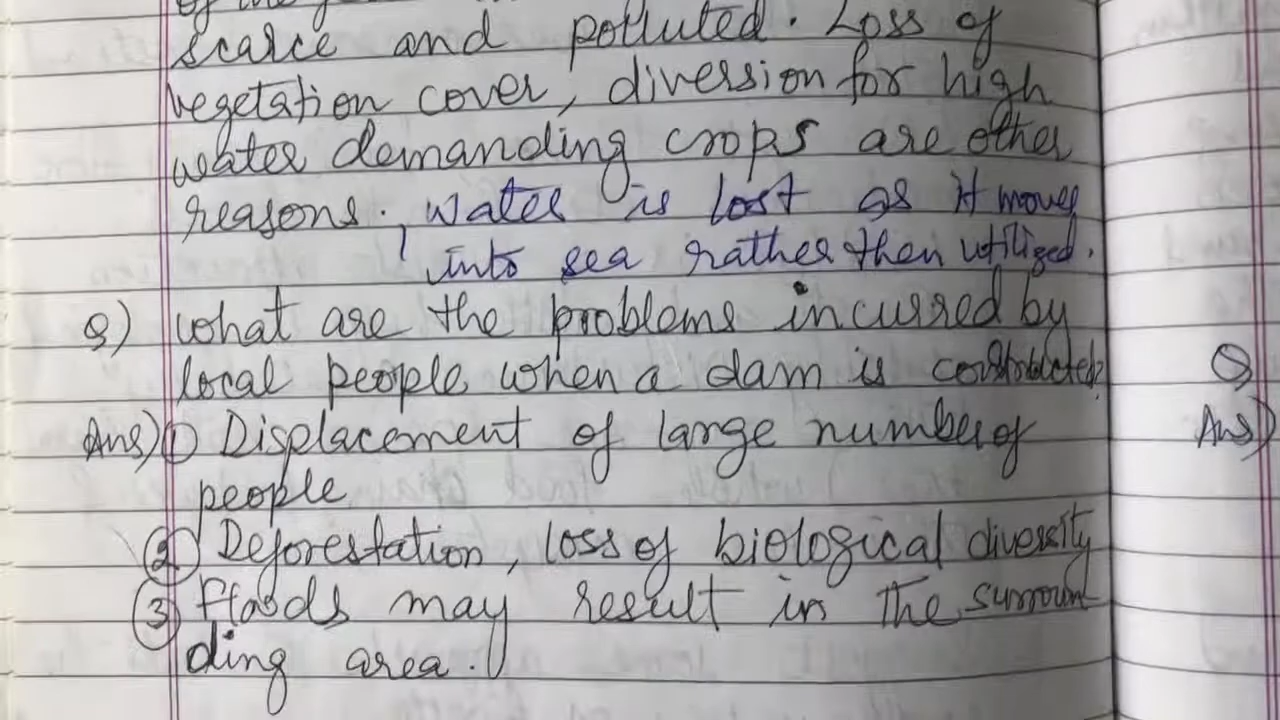 of the
scarce and polluted. Loss of
vegetation cover, diversion for high
water demanding crops are other
reasons. , water is lost as it moves
into sea rather then utilized.
Q) what are the problems incurred by
local people when a dam is constructed?
Ans) ① Displacement of large number of
people
② Deforestation, loss of biological diversity
③ Floods may result in the surroun
ding area.
Q
Ans)